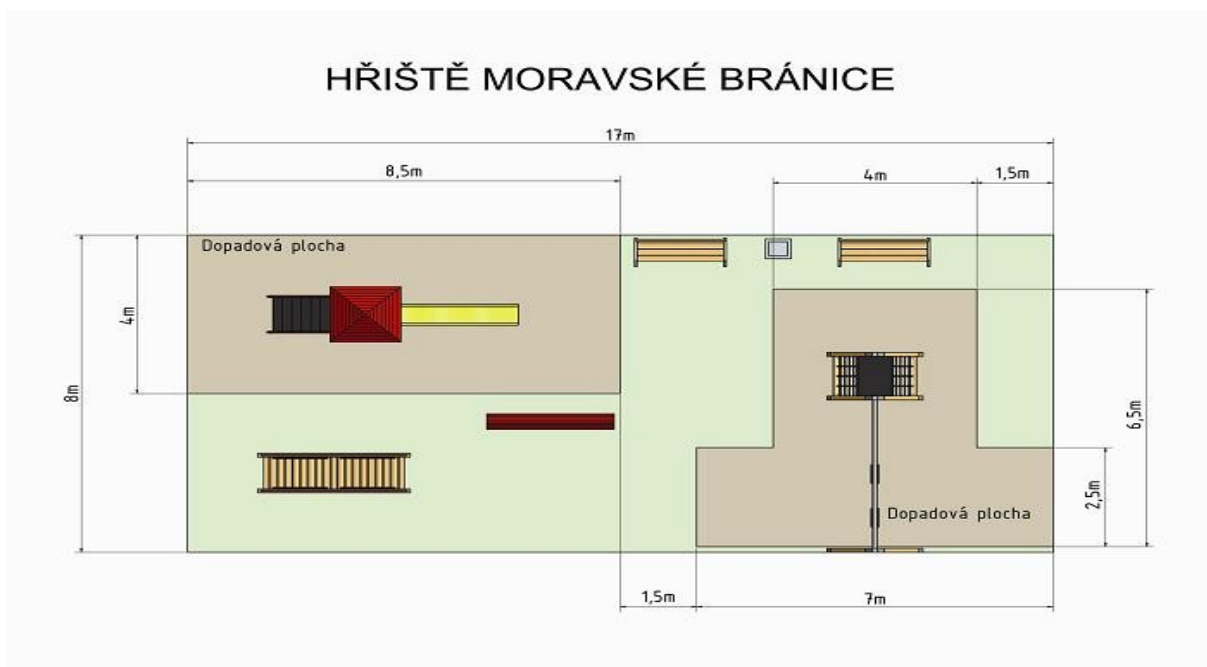 HŘIŠTĚ MORAVSKÉ BRÁNICE
17m
8,5m
4m
1,5m
Dopadová plocha
4m
8m
6,5m
2,5m
Dopadová plocha
1,5m
7m